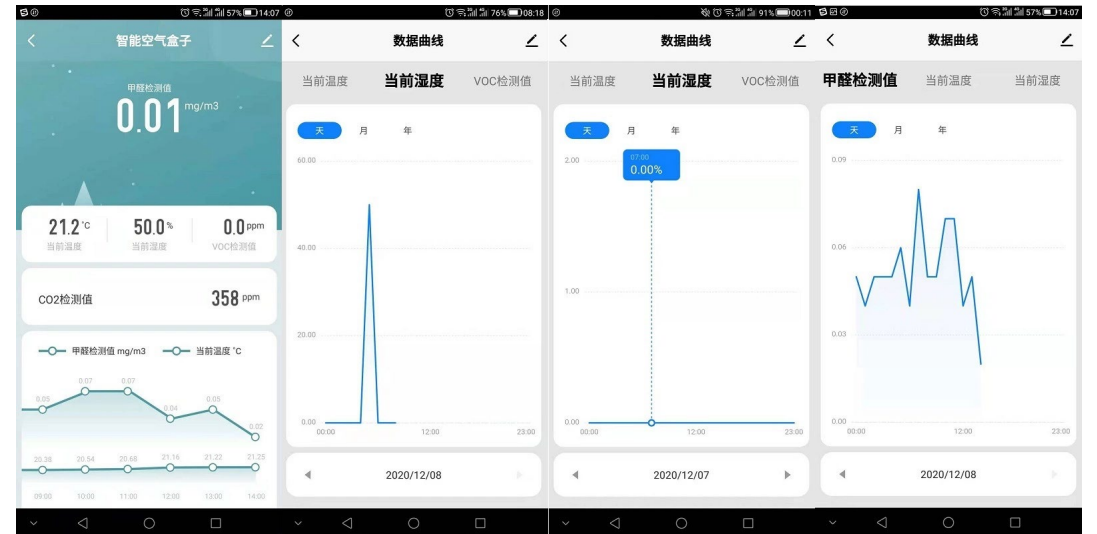 57% 14:07
智能空气盒子
甲醛检测值
0.01 mg/m3
21.2 °C
当前温度
50.0 %
当前湿度
0.0 ppm
VOC检测值
CO2检测值
358 ppm
甲醛检测值 mg/m3 当前温度 °C
0.05 0.07 0.07 0.04 0.05 0.02
20.38 20.54 20.68 21.16 21.22 21.25
09:00 10:00 11:00 12:00 13:00 14:00
76% 08:18
数据曲线
当前温度 当前湿度 VOC检测值
天 月 年
60.00
40.00
20.00
0.00
00:00 12:00 23:00
2020/12/08
91% 00:11
数据曲线
当前温度 当前湿度 VOC检测值
天 月 年
2.00
07:00
0.00%
1.00
0.00
00:00 12:00 23:00
2020/12/07
57% 14:07
数据曲线
甲醛检测值 当前温度 当前湿度
天 月 年
0.09
0.06
0.03
0.00
00:00 12:00 23:00
2020/12/08